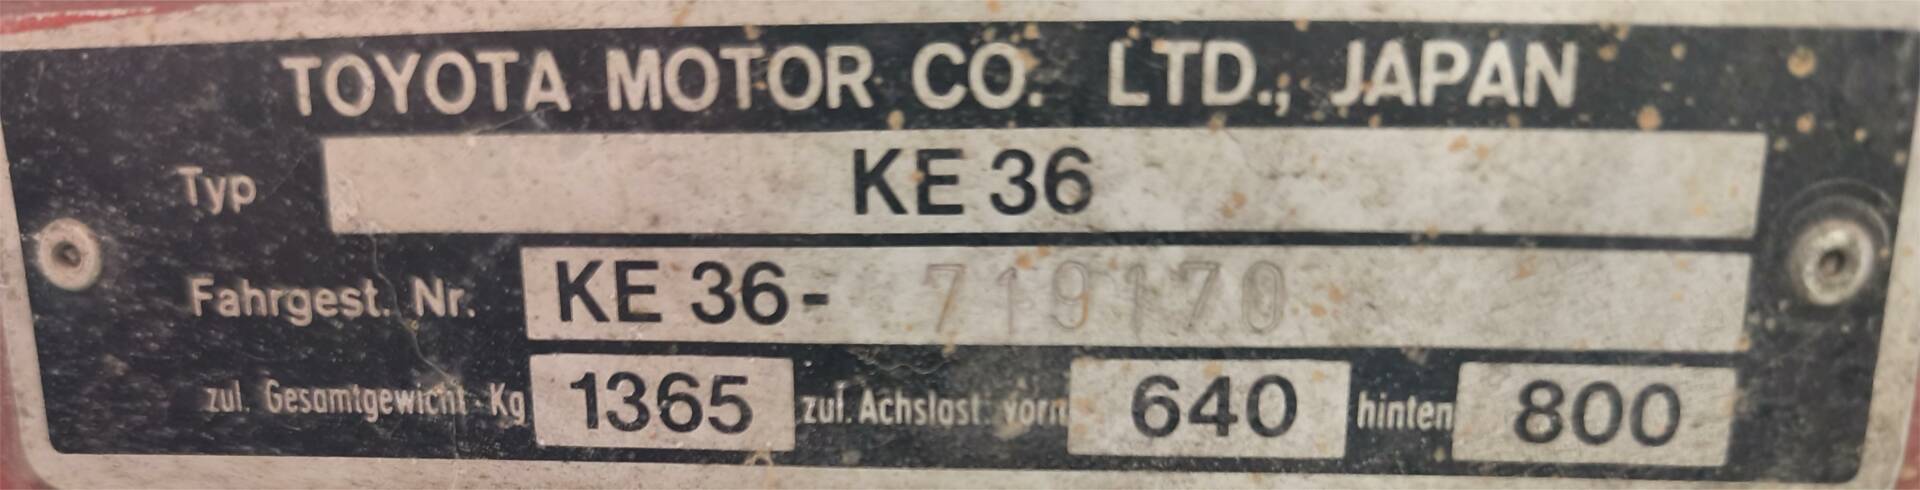 TOYOTA MOTOR CO. LTD., JAPAN
Typ KE 36
Fahrgest. Nr. KE 36- 719170
zul. Gesamtgewicht - Kg 1365 zul. Achslast. vorn 640 hinten 800